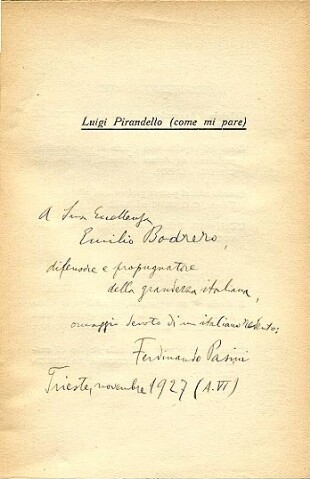 Luigi Pirandello (come mi pare)
A Sua Eccellenza
Emilio Bodrero,
difensore e propugnatore
della grandezza italiana,
omaggio devoto di un italiano
Ferdinando Pasini
Trieste, novembre 1927 (A. VI)